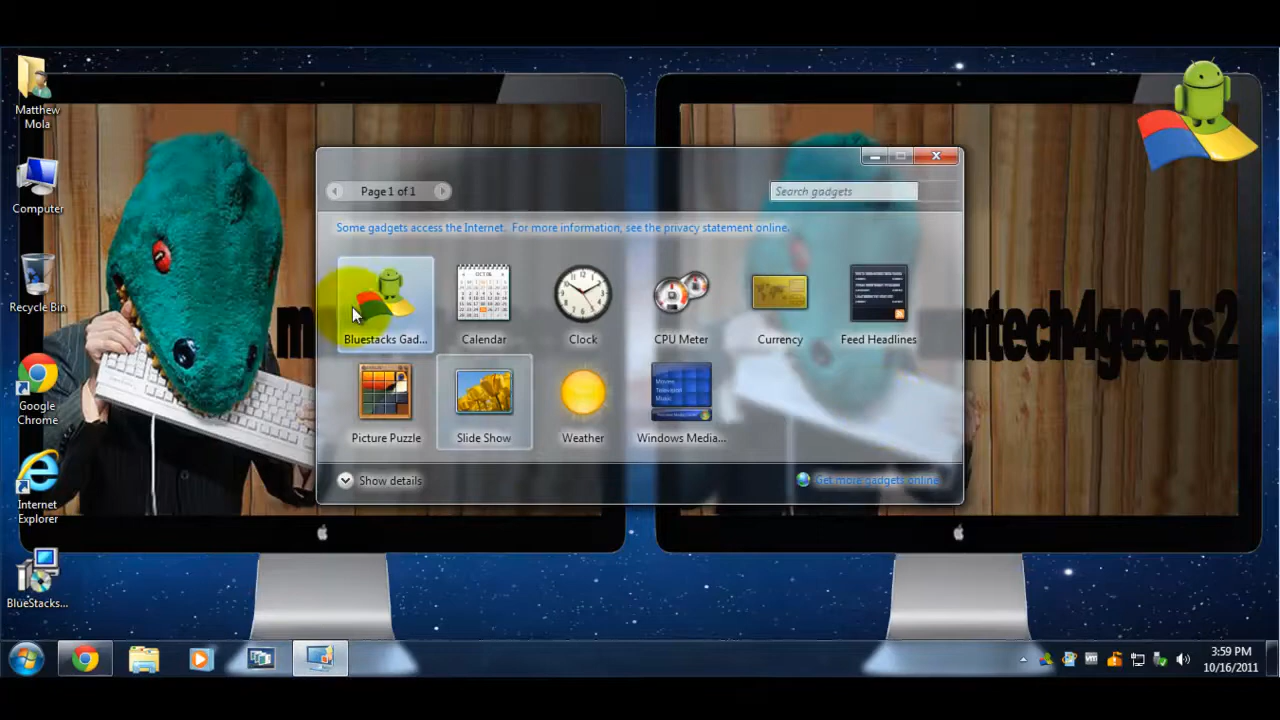 Matthew
Mola
Computer
Recycle Bin
Google
Chrome
Internet
Explorer
BlueStacks...
Page 1 of 1
Search gadgets
Some gadgets access the Internet. For more information, see the privacy statement online.
Bluestacks Gad...
Calendar
Clock
CPU Meter
Currency
Feed Headlines
Picture Puzzle
Slide Show
Weather
Windows Media...
Show details
Get more gadgets online
m
mtech4geeks2
3:59 PM
10/16/2011